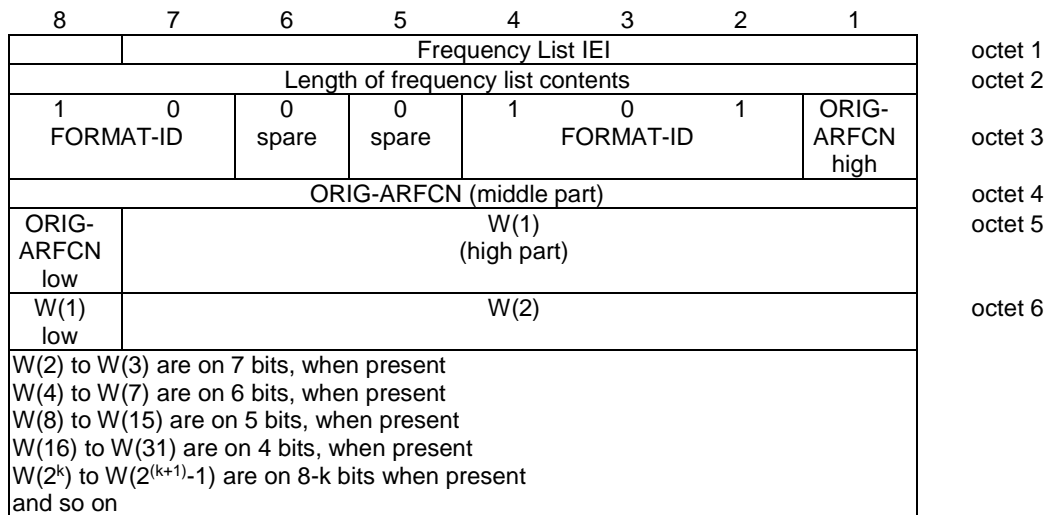 8 7 6 5 4 3 2 1
Frequency List IEI octet 1
Length of frequency list contents octet 2
1 0 0 0 1 0 1 ORIG-
FORMAT-ID spare spare FORMAT-ID ARFCN octet 3
high
ORIG-ARFCN (middle part) octet 4
ORIG- W(1) octet 5
ARFCN (high part)
low
W(1) W(2) octet 6
low
W(2) to W(3) are on 7 bits, when present
W(4) to W(7) are on 6 bits, when present
W(8) to W(15) are on 5 bits, when present
W(16) to W(31) are on 4 bits, when present
W(2^k) to W(2^(k+1)-1) are on 8-k bits when present
and so on